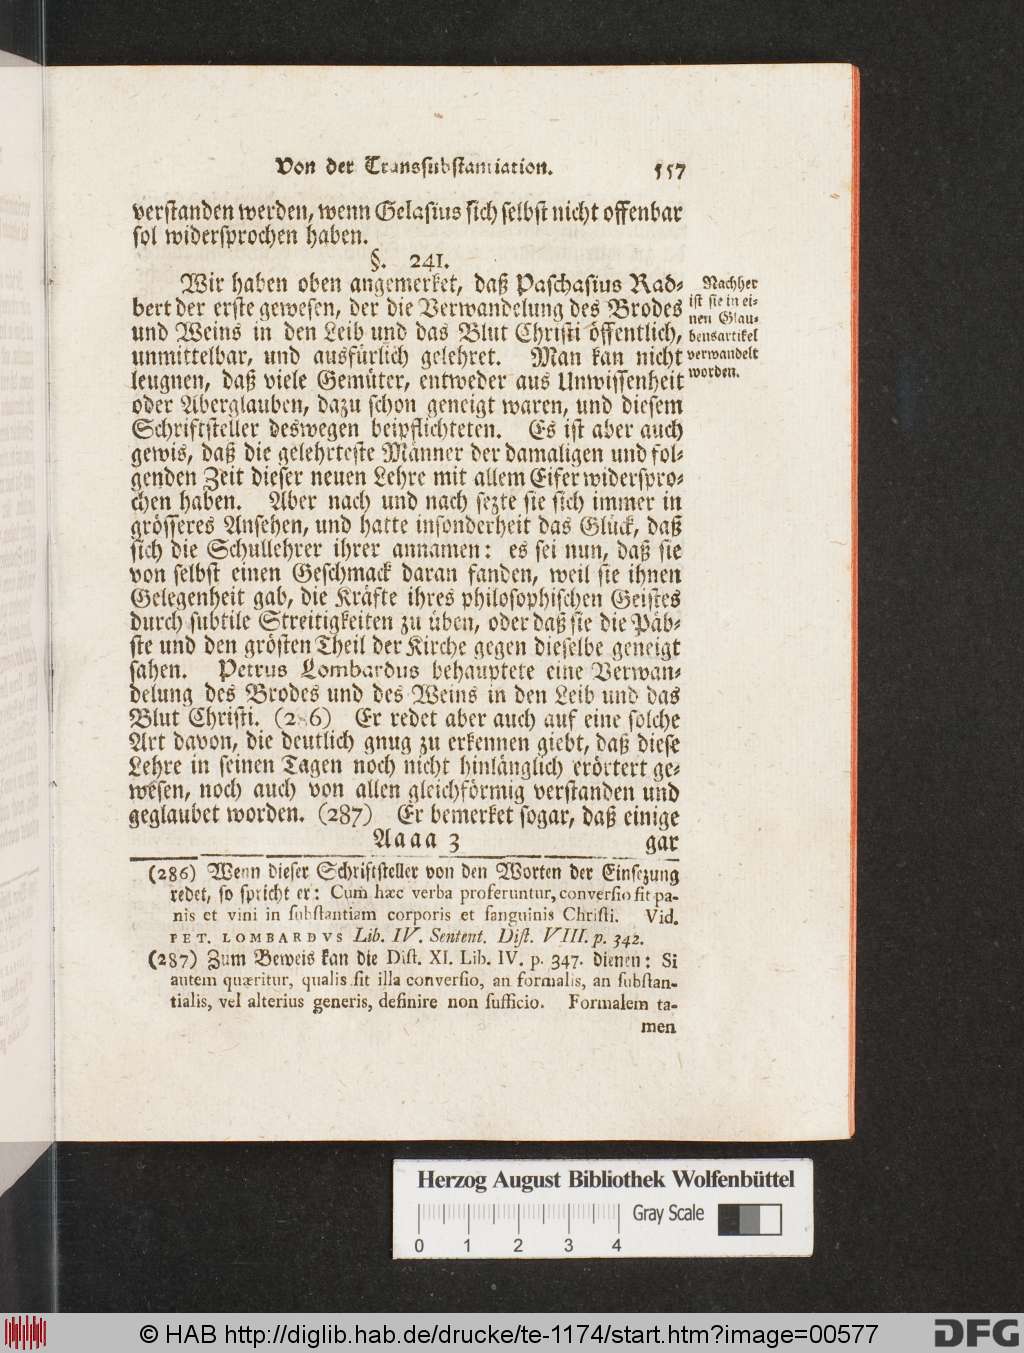 Von der Transsubstantiation. 557
verstanden werden, wenn Gelasius sich selbst nicht offenbar
sol widersprochen haben.
§. 241.
Wir haben oben angemerket, daß Paschasius Rad-
bert der erste gewesen, der die Verwandelung des Brodes
und Weins in den Leib und das Blut Christi öffentlich,
unmittelbar, und ausfürlich gelehret. Man kan nicht
leugnen, daß viele Gemüter, entweder aus Unwissenheit
oder Aberglauben, dazu schon geneigt waren, und diesem
Schriftsteller deswegen beipflichteten. Es ist aber auch
gewis, daß die gelehrteste Männer der damaligen und fol-
genden Zeit dieser neuen Lehre mit allem Eifer widerspro-
chen haben. Aber nach und nach sezte sie sich immer in
grösseres Ansehen, und hatte insonderheit das Glück, daß
sich die Schullehrer ihrer annamen: es sei nun, daß sie
von selbst einen Geschmack daran fanden, weil sie ihnen
Gelegenheit gab, die Kräfte ihres philosophischen Geistes
durch subtile Streitigkeiten zu üben, oder daß sie die Päb-
ste und den grösten Theil der Kirche gegen dieselbe geneigt
sahen. Petrus Lombardus behauptete eine Verwan-
delung des Brodes und des Weins in den Leib und das
Blut Christi. (286) Er redet aber auch auf eine solche
Art davon, die deutlich gnug zu erkennen giebt, daß diese
Lehre in seinen Tagen noch nicht hinlänglich erörtert ge-
wesen, noch auch von allen gleichförmig verstanden und
geglaubet worden. (287) Er bemerket sogar, daß einige
Aaaa 3 gar
Nachher
ist sie in ei-
nen Glau-
bensartikel
verwandelt
worden.
(286) Wenn dieser Schriftsteller von den Worten der Einsezung
redet, so spricht er: Cum hæc verba proferuntur, conversio fit pa-
nis et vini in substantiam corporis et sanguinis Christi. Vid.
PET. LOMBARDVS Lib. IV. Sentent. Dist. VIII. p. 342.
(287) Zum Beweis kan die Dist. XI. Lib. IV. p. 347. dienen: Si
autem quæritur, qualis sit illa conversio, an formalis, an substan-
tialis, vel alterius generis, definire non sufficio. Formalem ta-
men
Herzog August Bibliothek Wolfenbüttel
Gray Scale
0 1 2 3 4
© HAB http://diglib.hab.de/drucke/te-1174/start.htm?image=00577
DFG